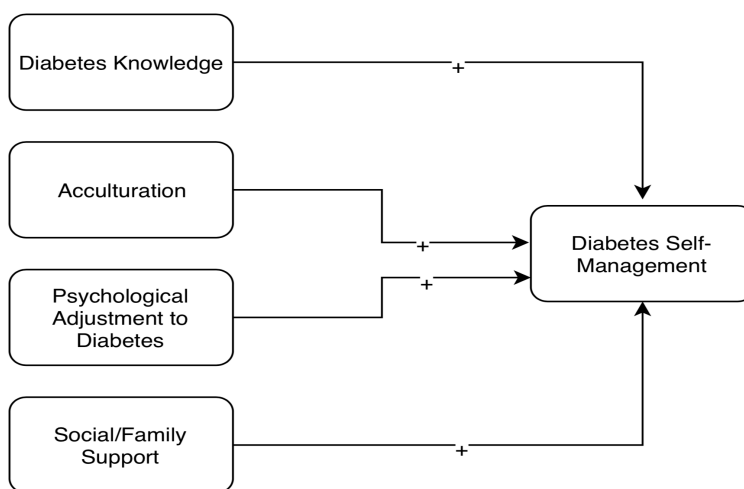 Diabetes Knowledge
+
Acculturation
+
Diabetes Self-
Management
+
Psychological
Adjustment to
Diabetes
Social/Family
Support
+